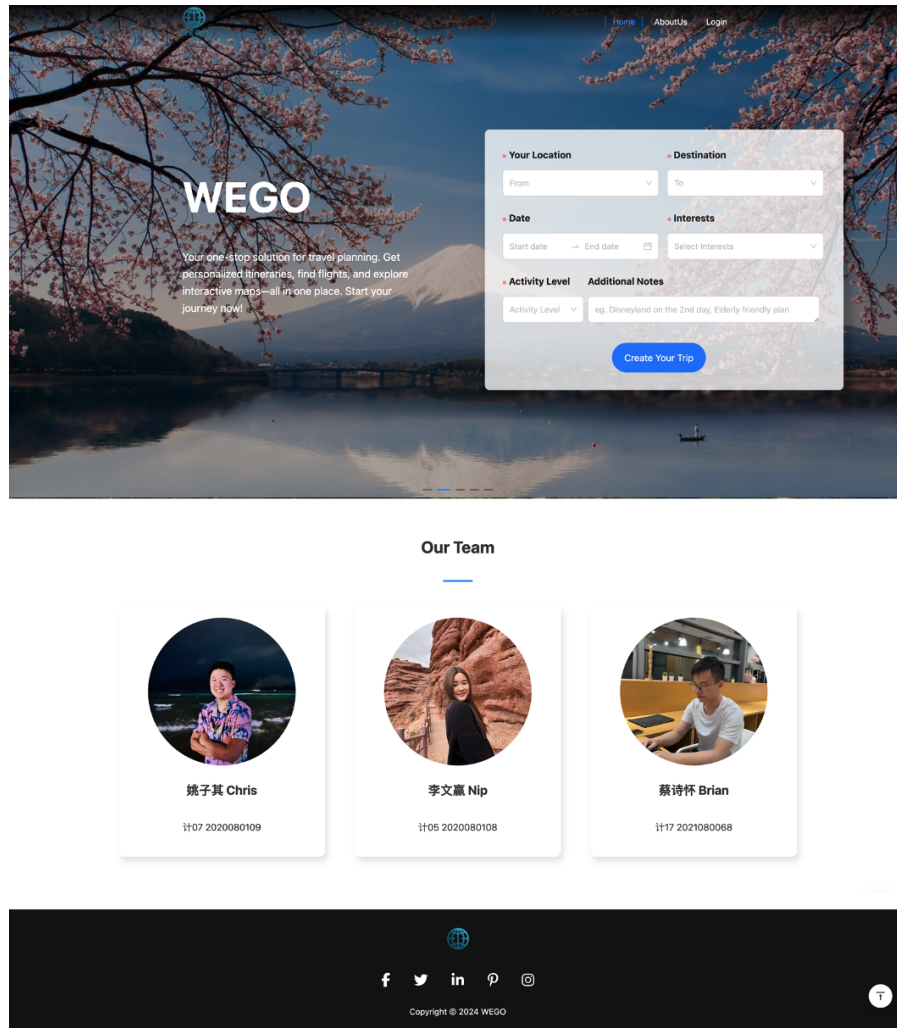 Home
AboutUs
Login
WEGO
Your one-stop solution for travel planning. Get
personalized itineraries, find flights, and explore
interactive maps—all in one place. Start your
journey now!
* Your Location
* Destination
From
To
* Date
* Interests
Start date
End date
Select Interests
* Activity Level
Additional Notes
Activity Level
eg. Disneyland on the 2nd day, Elderly friendly plan
Create Your Trip
Our Team
姚子其 Chris
计07 2020080109
李文赢 Nip
计05 2020080108
蔡诗怀 Brian
计17 2021080068
Copyright © 2024 WEGO